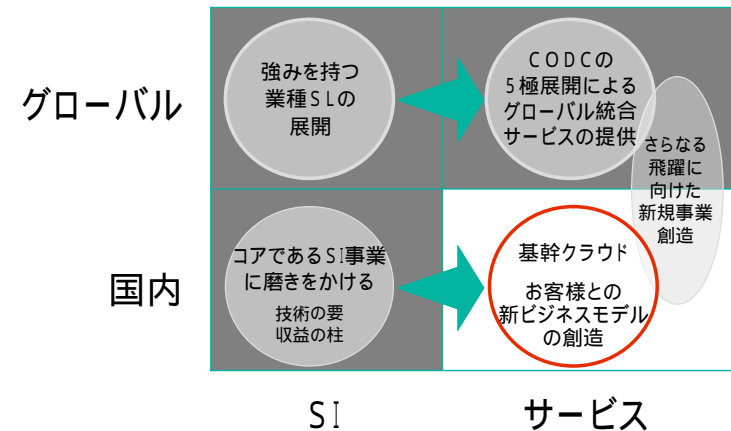 グローバル
強みを持つ
業種SLの
展開
CODCの
5極展開による
グローバル統合
サービスの提供
さらなる
飛躍に
向けた
新規事業
創造
国内
コアであるSI事業
に磨きをかける
技術の要
収益の柱
基幹クラウド
お客様との
新ビジネスモデル
の創造
SI
サービス